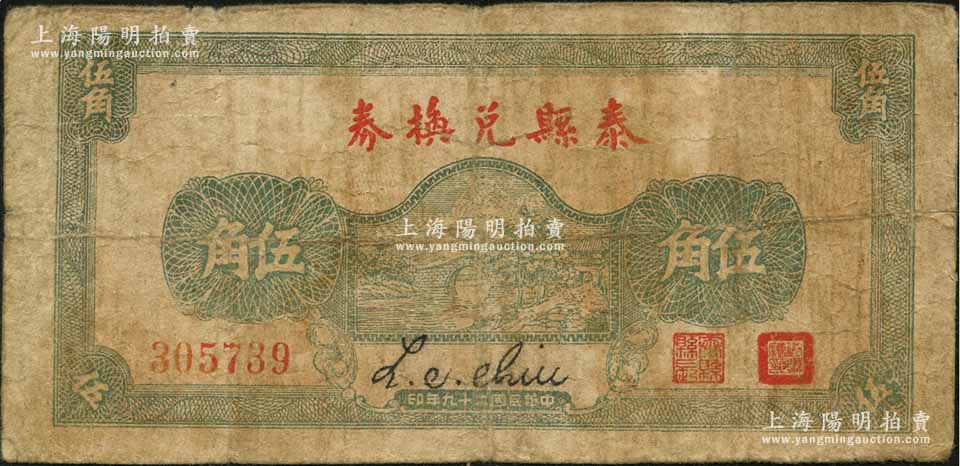 上海陽明拍賣
www.yangmingauction.com
伍角
伍角
泰縣兌換券
上海陽明拍賣
www.yangmingauction.com
伍角
伍角
305739
L. C. Chiu
中華民國二十九年印
伍
伍
上海陽明拍賣
www.yangmingauction.com